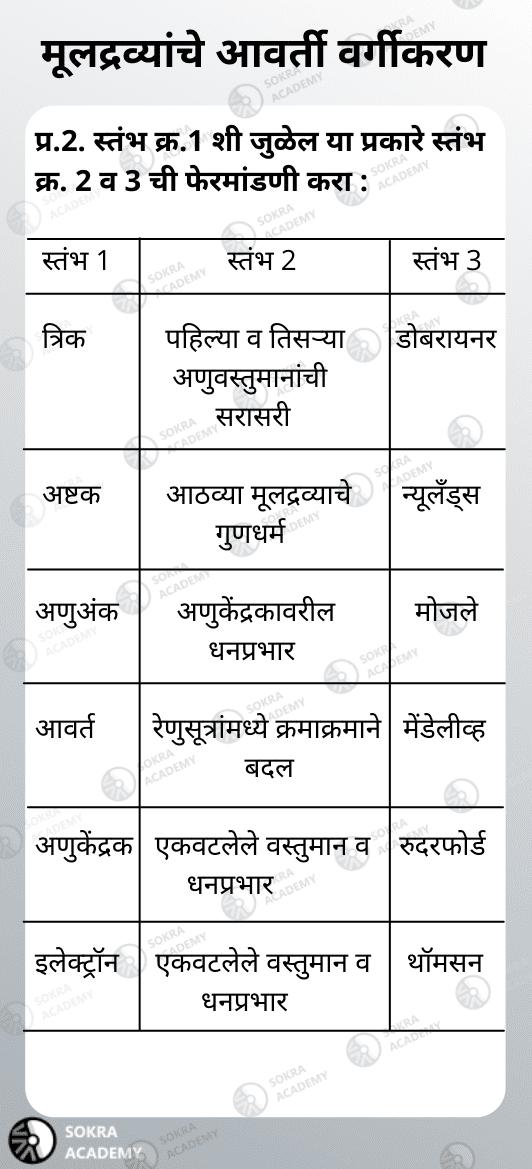 मूलद्रव्यांचे आवर्ती वर्गीकरण
प्र.2. स्तंभ क्र.1 शी जुळेल या प्रकारे स्तंभ
क्र. 2 व 3 ची फेरमांडणी करा :
स्तंभ 1 स्तंभ 2 स्तंभ 3
त्रिक पहिल्या व तिसऱ्या डोबरायनर
अणुवस्तुमानांची
सरासरी
अष्टक आठव्या मूलद्रव्याचे न्यूलँड्स
गुणधर्म
अणुअंक अणुकेंद्रकावरील मोजले
धनप्रभार
आवर्त रेणुसूत्रांमध्ये क्रमाक्रमाने मेंडेलीव्ह
बदल
अणुकेंद्रक एकवटलेले वस्तुमान व रुदरफोर्ड
धनप्रभार
इलेक्ट्रॉन एकवटलेले वस्तुमान व थॉमसन
धनप्रभार
SOKRA
ACADEMY